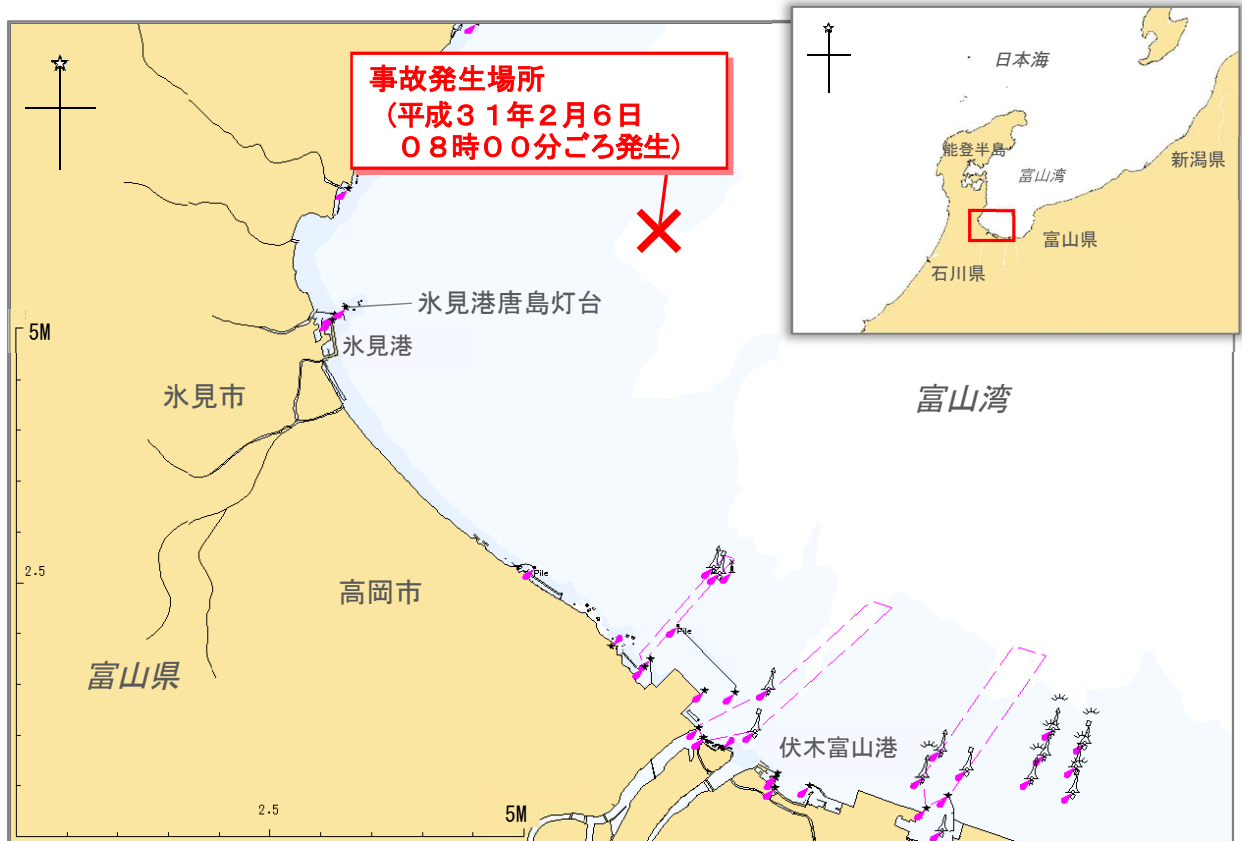 事故発生場所
(平成３１年２月６日
０８時００分ごろ発生)
日本海
能登半島
新潟県
富山湾
富山県
石川県
氷見港唐島灯台
5M
氷見港
氷見市
富山湾
2.5
Pile
高岡市
Pile
富山県
伏木富山港
2.5
5M